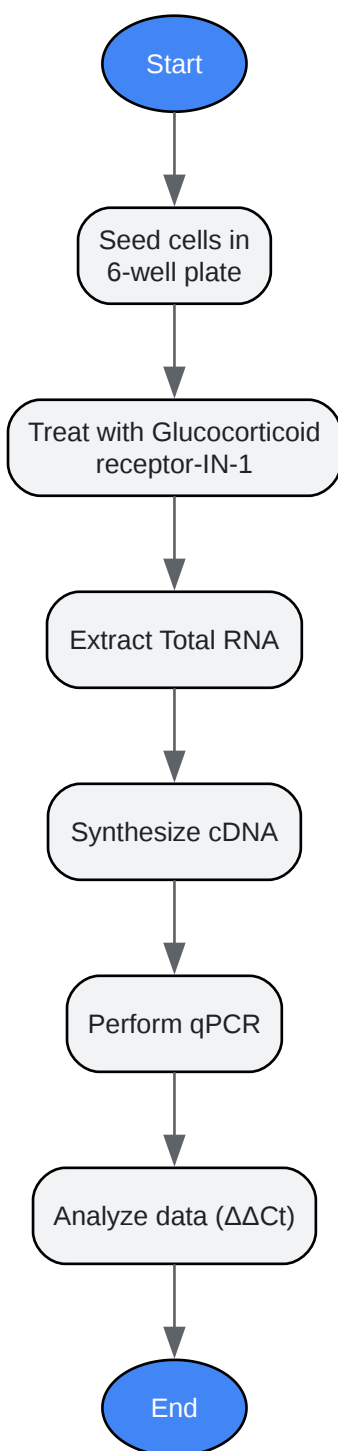 Start
Seed cells in
6-well plate
Treat with Glucocorticoid
receptor-IN-1
Extract Total RNA
Synthesize cDNA
Perform qPCR
Analyze data (ΔΔCt)
End